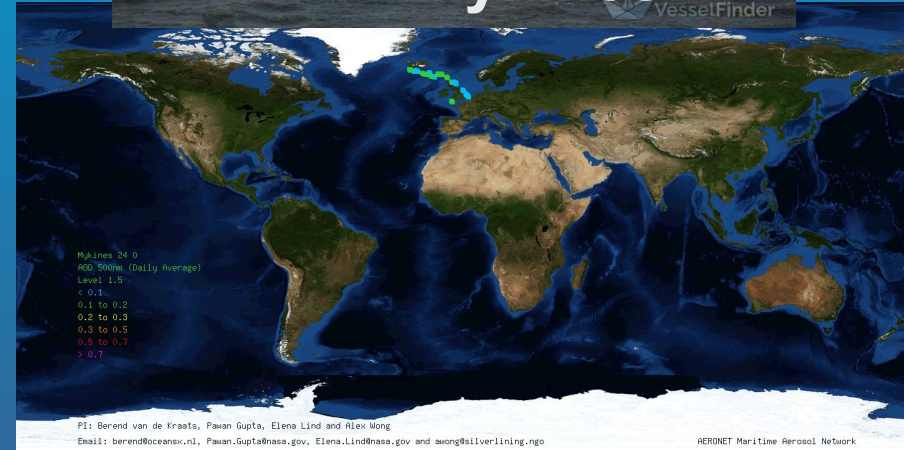 VesselFinder
Mykines 24 0
AOD 500nm (Daily Average)
Level 1.5
< 0.1
0.1 to 0.2
0.2 to 0.3
0.3 to 0.5
0.5 to 0.7
> 0.7
PI: Berend van de Kraats, Pawan Gupta, Elena Lind and Alex Wong
Email: berend@oceansx.nl, Pawan.Gupta@nasa.gov, Elena.Lind@nasa.gov and awong@silverlining.ngo
AERONET Maritime Aerosol Network